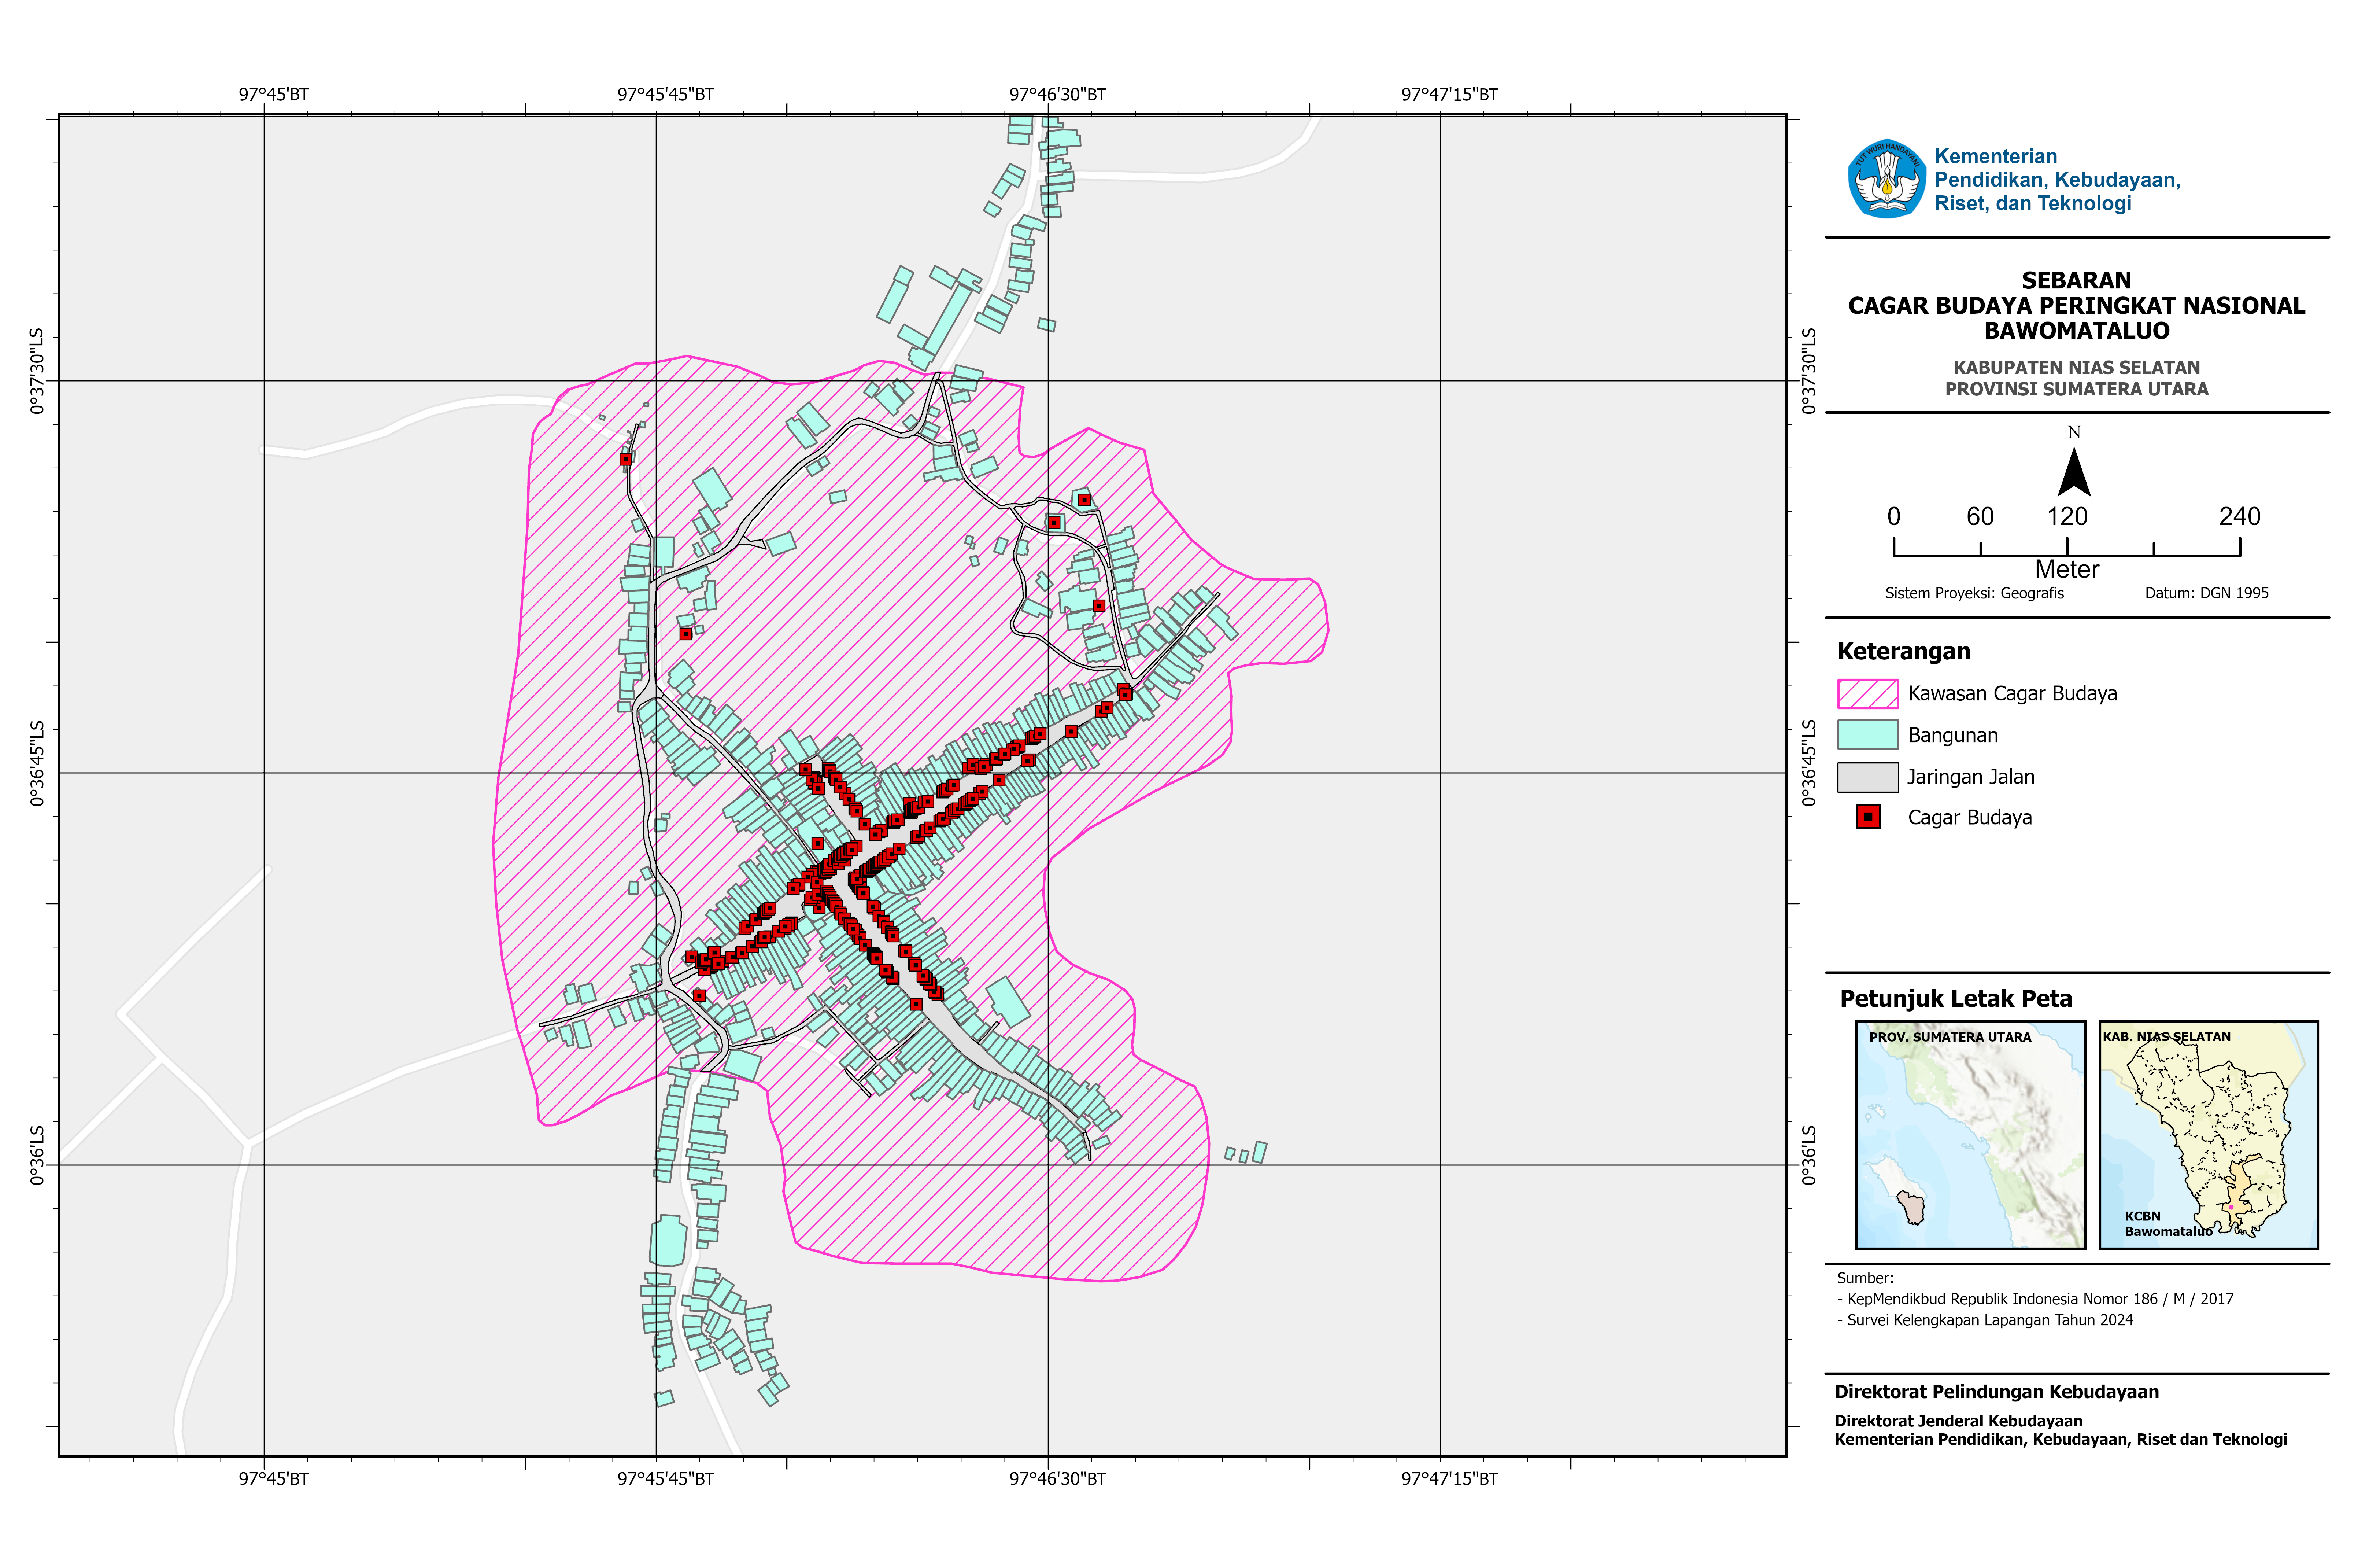 97°45'BT
97°45'45"BT
97°46'30"BT
97°47'15"BT
0°37'30"LS
0°36'45"LS
0°36'LS
0°37'30"LS
0°36'45"LS
0°36'LS
97°45'BT
97°45'45"BT
97°46'30"BT
97°47'15"BT
TUT WURI HANDAYANI
Kementerian
Pendidikan, Kebudayaan,
Riset, dan Teknologi
SEBARAN
CAGAR BUDAYA PERINGKAT NASIONAL
BAWOMATALUO
KABUPATEN NIAS SELATAN
PROVINSI SUMATERA UTARA
N
0 60 120 240
Meter
Sistem Proyeksi: Geografis Datum: DGN 1995
Keterangan
Kawasan Cagar Budaya
Bangunan
Jaringan Jalan
Cagar Budaya
Petunjuk Letak Peta
PROV. SUMATERA UTARA
KAB. NIAS SELATAN
KCBN
Bawomataluo
Sumber:
- KepMendikbud Republik Indonesia Nomor 186 / M / 2017
- Survei Kelengkapan Lapangan Tahun 2024
Direktorat Pelindungan Kebudayaan
Direktorat Jenderal Kebudayaan
Kementerian Pendidikan, Kebudayaan, Riset dan Teknologi